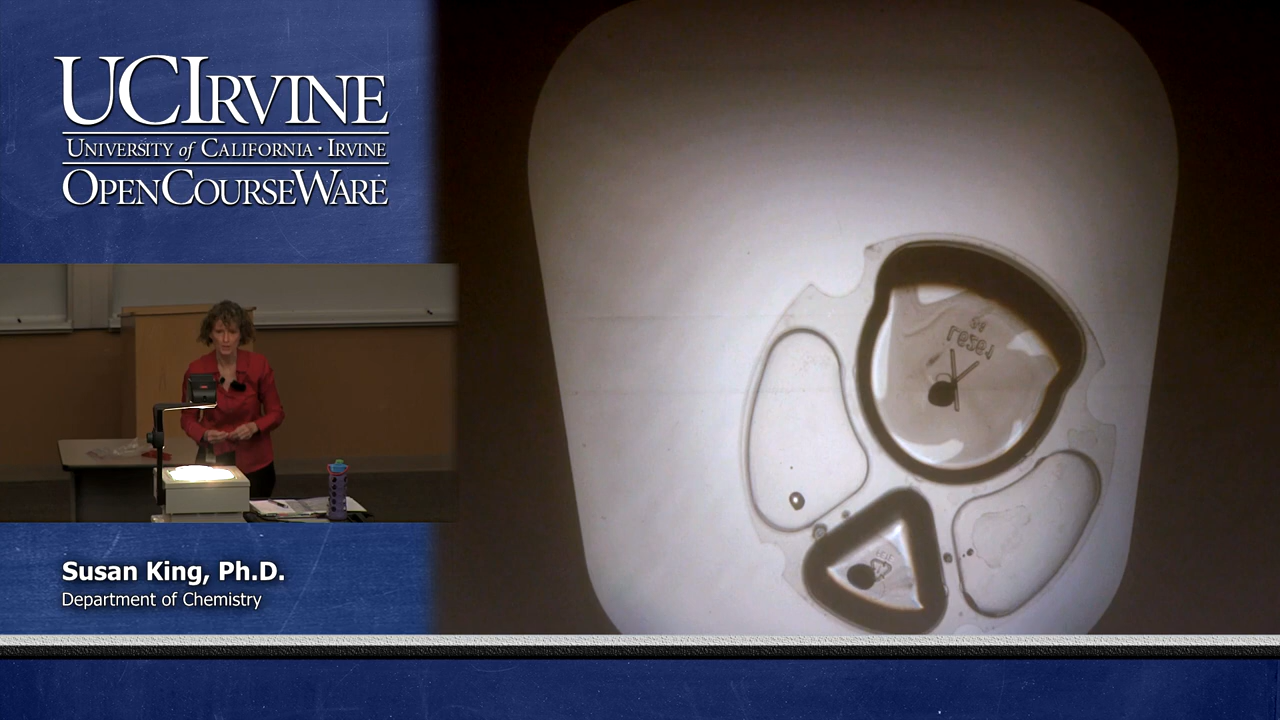 UCIRVINE
UNIVERSITY of CALIFORNIA · IRVINE
OPENCOURSEWARE
Susan King, Ph.D.
Department of Chemistry